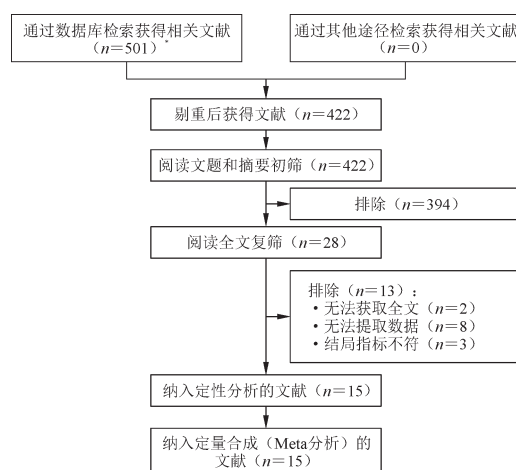 通过数据库检索获得相关文献
（n=501）*
通过其他途径检索获得相关文献
（n=0）
剔重后获得文献（n=422）
阅读文题和摘要初筛（n=422）
排除（n=394）
阅读全文复筛（n=28）
排除（n=13）：
·无法获取全文（n=2）
·无法提取数据（n=8）
·结局指标不符（n=3）
纳入定性分析的文献（n=15）
纳入定量合成（Meta分析）的
文献（n=15）